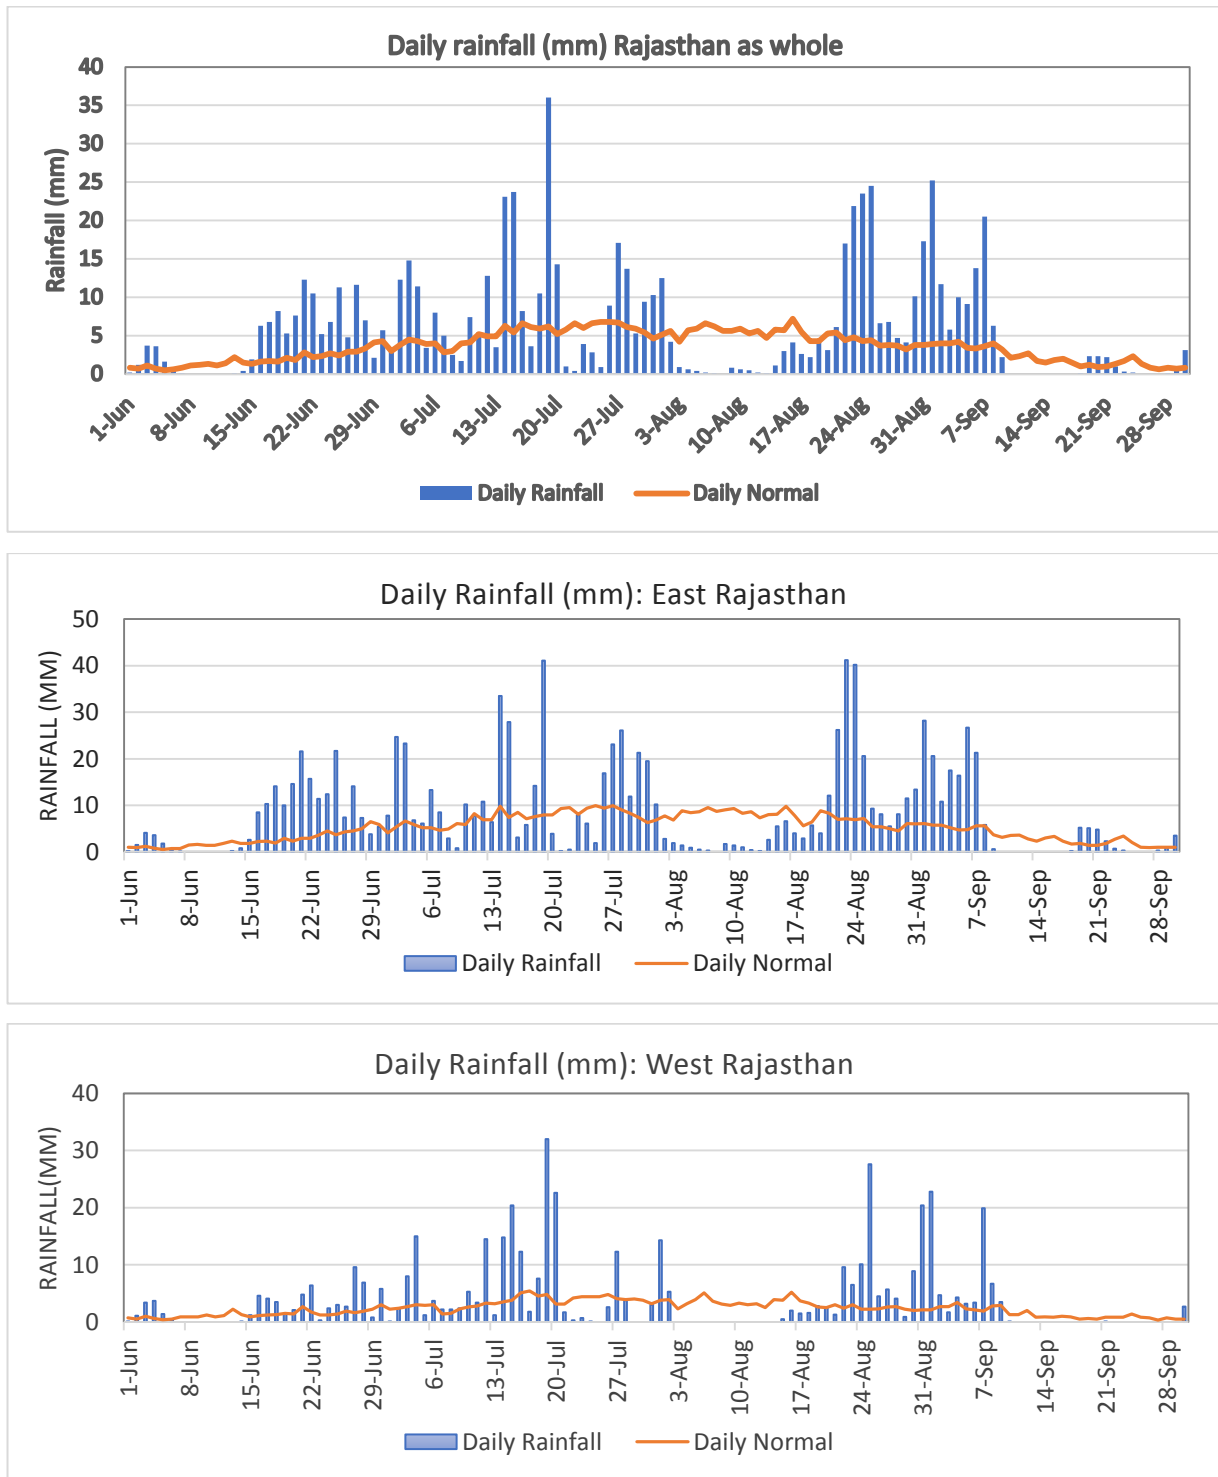 Daily rainfall (mm) Rajasthan as whole
40
35
30
25
20
15
10
5
0
Rainfall (mm)
1-Jun 8-Jun 15-Jun 22-Jun 29-Jun 6-Jul 13-Jul 20-Jul 27-Jul 3-Aug 10-Aug 17-Aug 24-Aug 31-Aug 7-Sep 14-Sep 21-Sep 28-Sep
Daily Rainfall Daily Normal
Daily Rainfall (mm): East Rajasthan
50
40
30
20
10
0
RAINFALL (MM)
1-Jun 8-Jun 15-Jun 22-Jun 29-Jun 6-Jul 13-Jul 20-Jul 27-Jul 3-Aug 10-Aug 17-Aug 24-Aug 31-Aug 7-Sep 14-Sep 21-Sep 28-Sep
Daily Rainfall Daily Normal
Daily Rainfall (mm): West Rajasthan
40
30
20
10
0
RAINFALL(MM)
1-Jun 8-Jun 15-Jun 22-Jun 29-Jun 6-Jul 13-Jul 20-Jul 27-Jul 3-Aug 10-Aug 17-Aug 24-Aug 31-Aug 7-Sep 14-Sep 21-Sep 28-Sep
Daily Rainfall Daily Normal